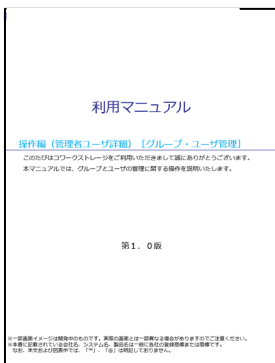 利用マニュアル
操作編（管理者ユーザ詳細）［グループ・ユーザ管理］
このたびはコワークストレージをご利用いただきまして誠にありがとうございます。
本マニュアルでは、グループとユーザの管理に関する操作を説明いたします。
第1．0版
※一部画面イメージは開発中のものです。実際の画面とは一部異なる場合がありますのでご注意ください。
※本書に記載されている会社名、システム名、製品名は一般に各社の登録商標または商標です。
なお、本文および図表中では、「™」、「®」は明記しておりません。